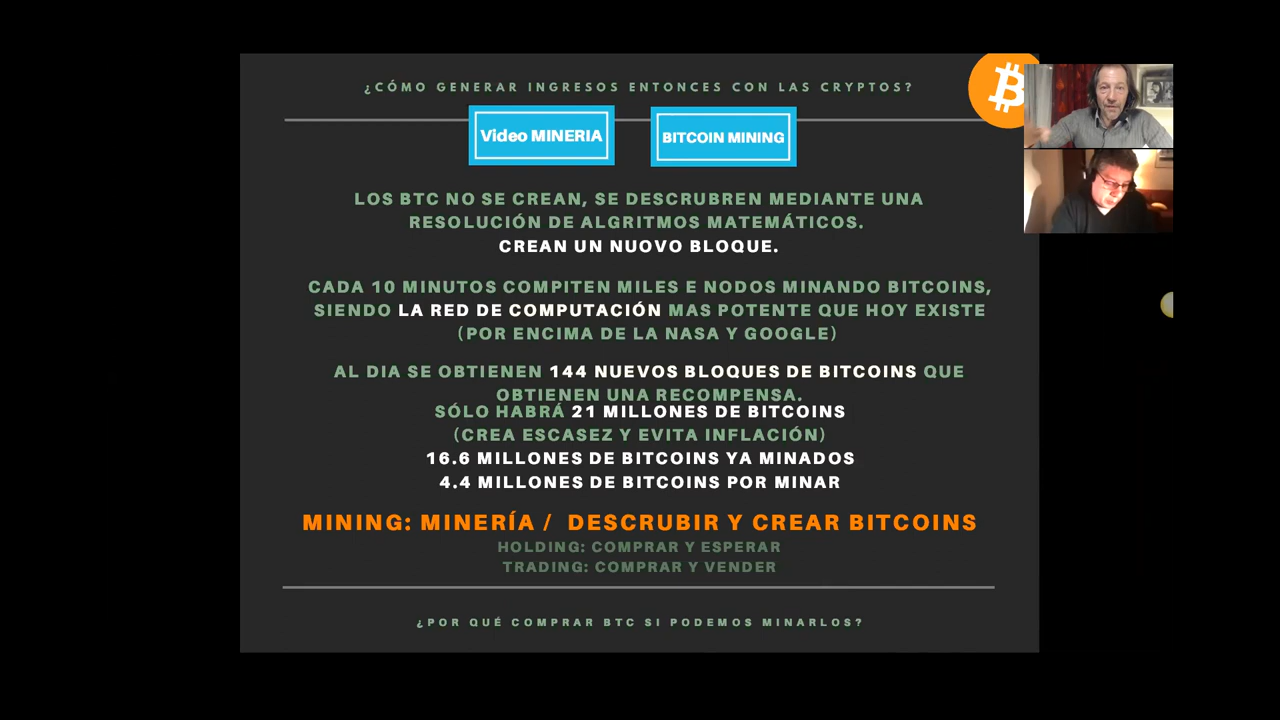 ¿CÓMO GENERAR INGRESOS ENTONCES CON LAS CRYPTOS?
Video MINERIA
BITCOIN MINING
LOS BTC NO SE CREAN, SE DESCRUBREN MEDIANTE UNA
RESOLUCIÓN DE ALGRITMOS MATEMÁTICOS.
CREAN UN NUOVO BLOQUE.
CADA 10 MINUTOS COMPITEN MILES E NODOS MINANDO BITCOINS,
SIENDO LA RED DE COMPUTACIÓN MAS POTENTE QUE HOY EXISTE
(POR ENCIMA DE LA NASA Y GOOGLE)
AL DIA SE OBTIENEN 144 NUEVOS BLOQUES DE BITCOINS QUE
OBTIENEN UNA RECOMPENSA.
SÓLO HABRÁ 21 MILLONES DE BITCOINS
(CREA ESCASEZ Y EVITA INFLACIÓN)
16.6 MILLONES DE BITCOINS YA MINADOS
4.4 MILLONES DE BITCOINS POR MINAR
MINING: MINERÍA / DESCRUBIR Y CREAR BITCOINS
HOLDING: COMPRAR Y ESPERAR
TRADING: COMPRAR Y VENDER
¿POR QUÉ COMPRAR BTC SI PODEMOS MINARLOS?